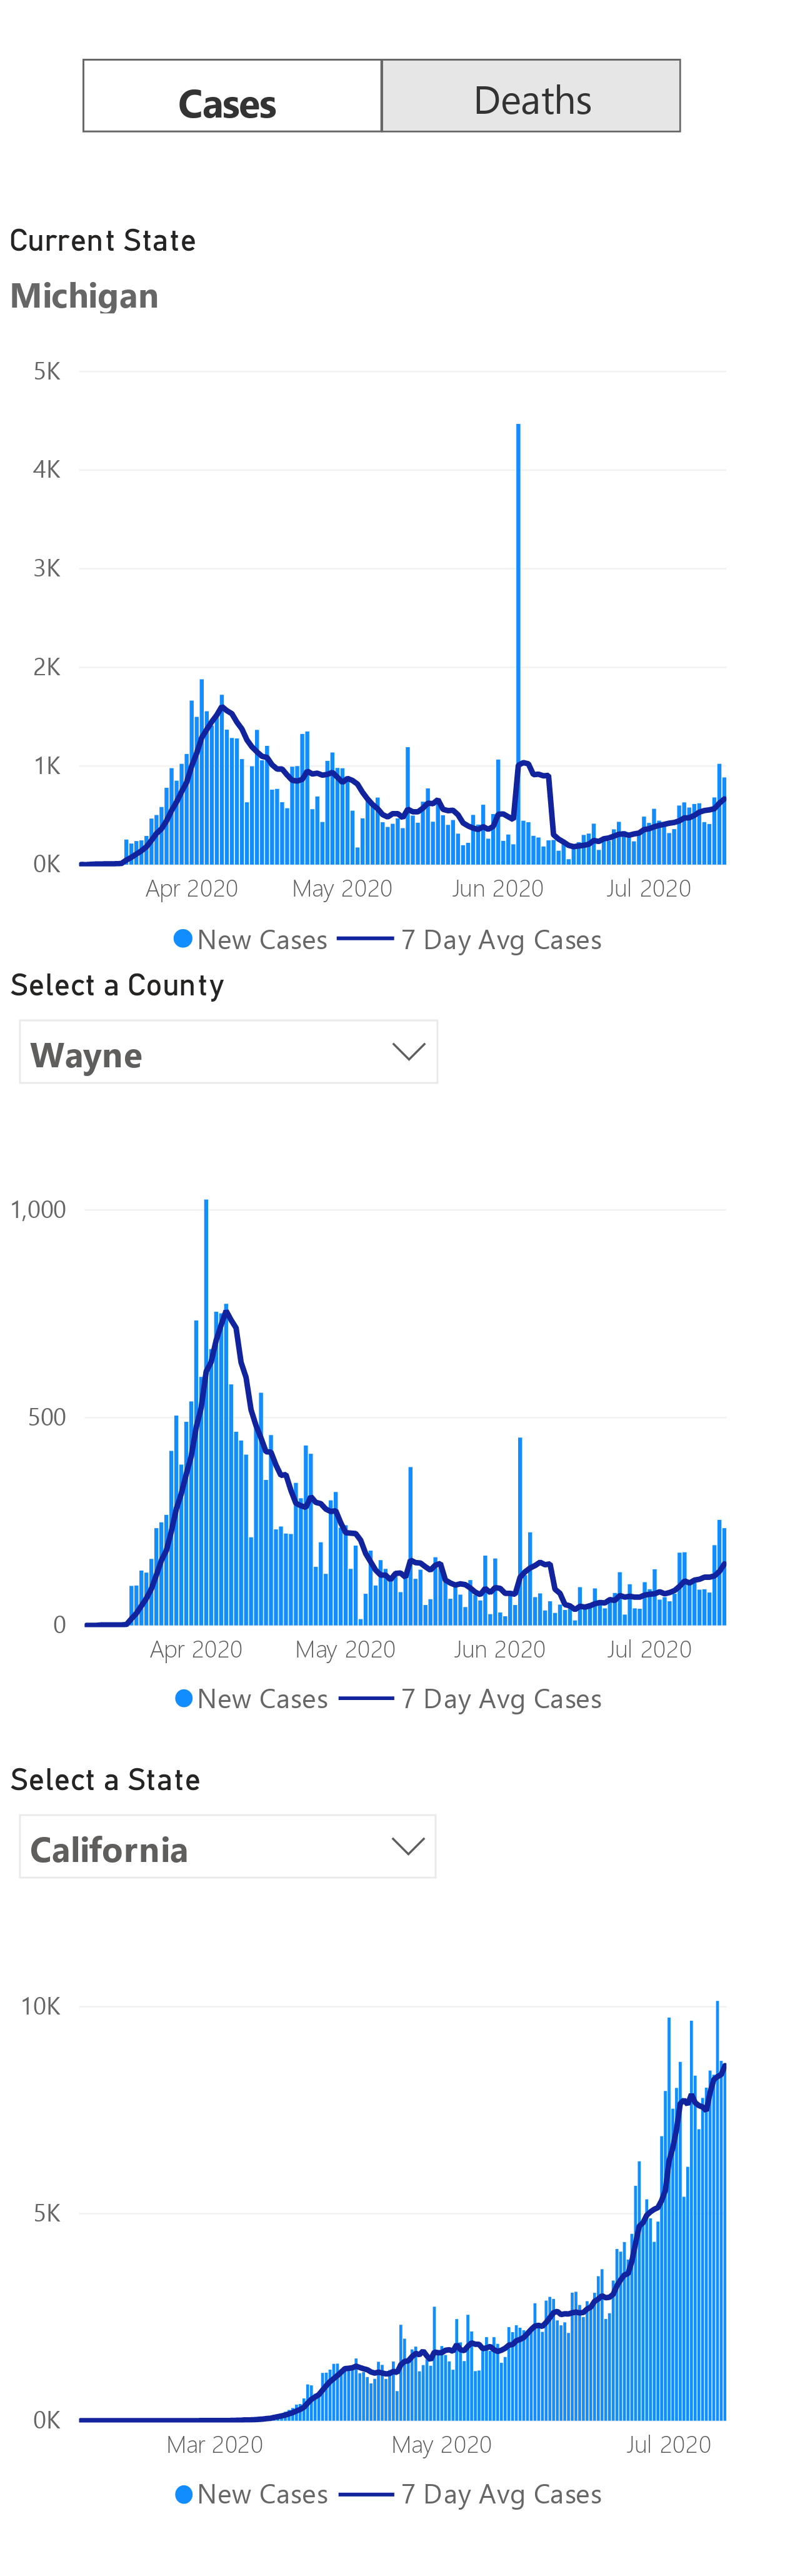 Cases Deaths
Current State
Michigan
5K
4K
3K
2K
1K
0K
Apr 2020 May 2020 Jun 2020 Jul 2020
New Cases 7 Day Avg Cases
Select a County
Wayne
1,000
500
0
Apr 2020 May 2020 Jun 2020 Jul 2020
New Cases 7 Day Avg Cases
Select a State
California
10K
5K
0K
Mar 2020 May 2020 Jul 2020
New Cases 7 Day Avg Cases